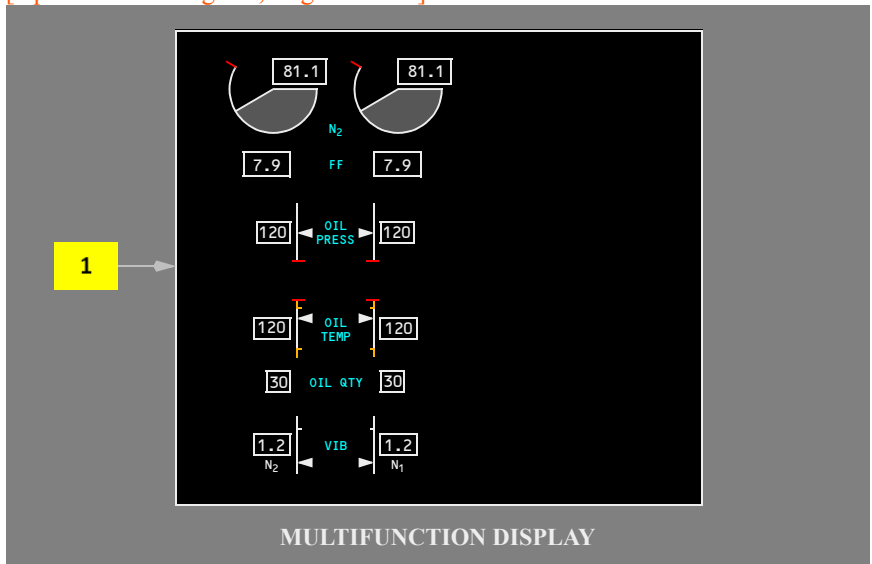 81.1 81.1
N₂
7.9 FF 7.9
OIL
120 PRESS 120
1
OIL
120 TEMP 120
30 OIL QTY 30
1.2 VIB 1.2
N₂ N₁
MULTIFUNCTION DISPLAY